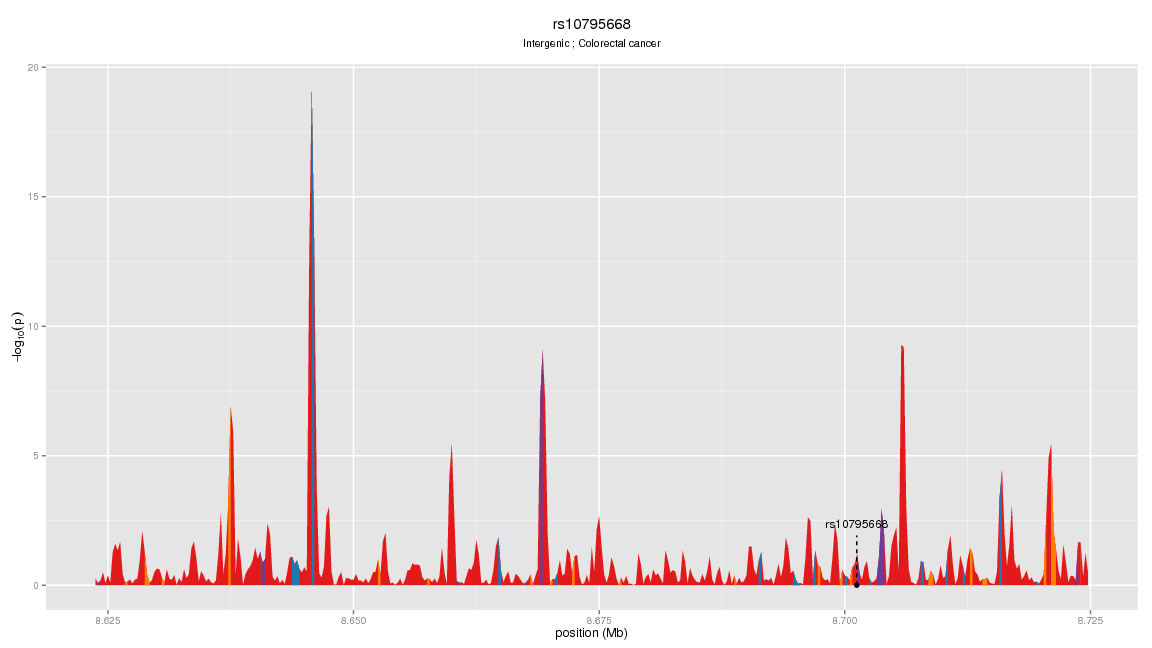 rs10795668
Intergenic ; Colorectal cancer
20
15
10
5
0
−log10(p)
rs10795668
8.625 8.650 8.675 8.700 8.725
position (Mb)